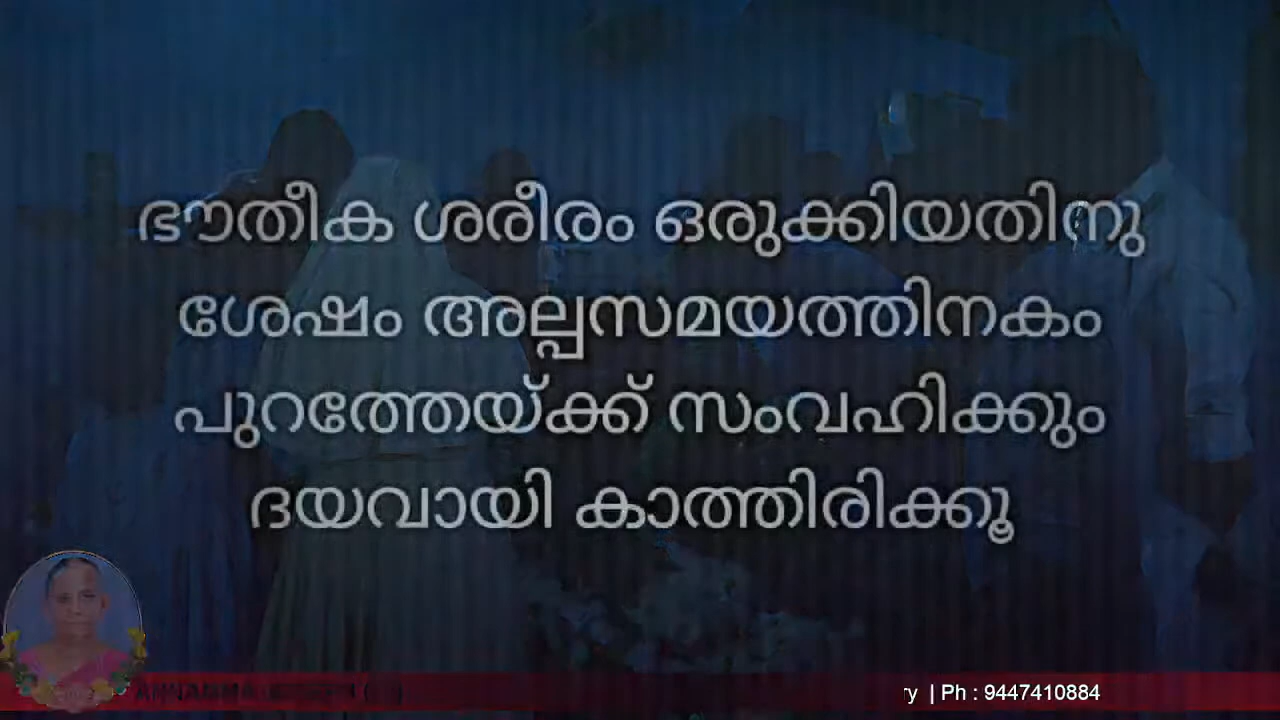 ഭൗതീക ശരീരം ഒരുക്കിയതിനു
ശേഷം അല്പസമയത്തിനകം
പുറത്തേയ്ക്ക് സംവഹിക്കും
ദയവായി കാത്തിരിക്കൂ
y | Ph : 9447410884